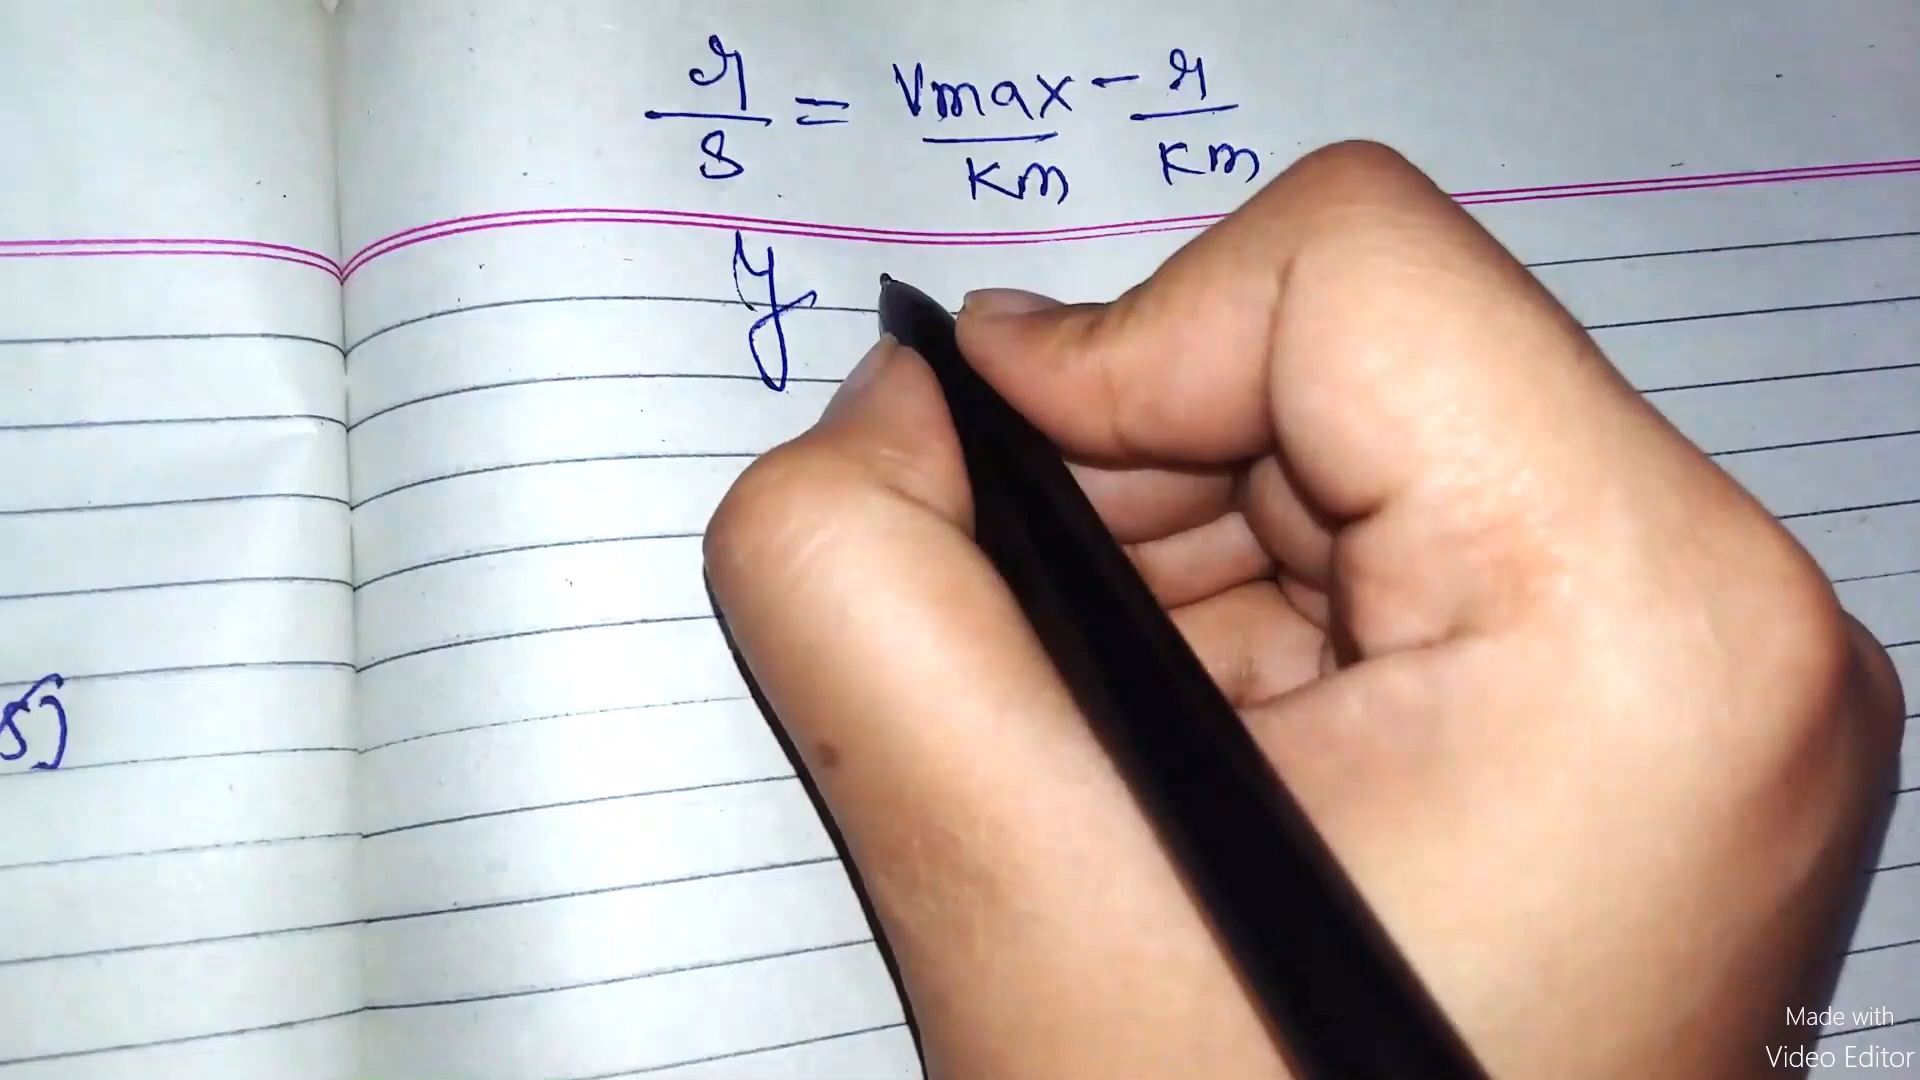 r/s = Vmax/Km - r/Km
y
5)
Made with
Video Editor